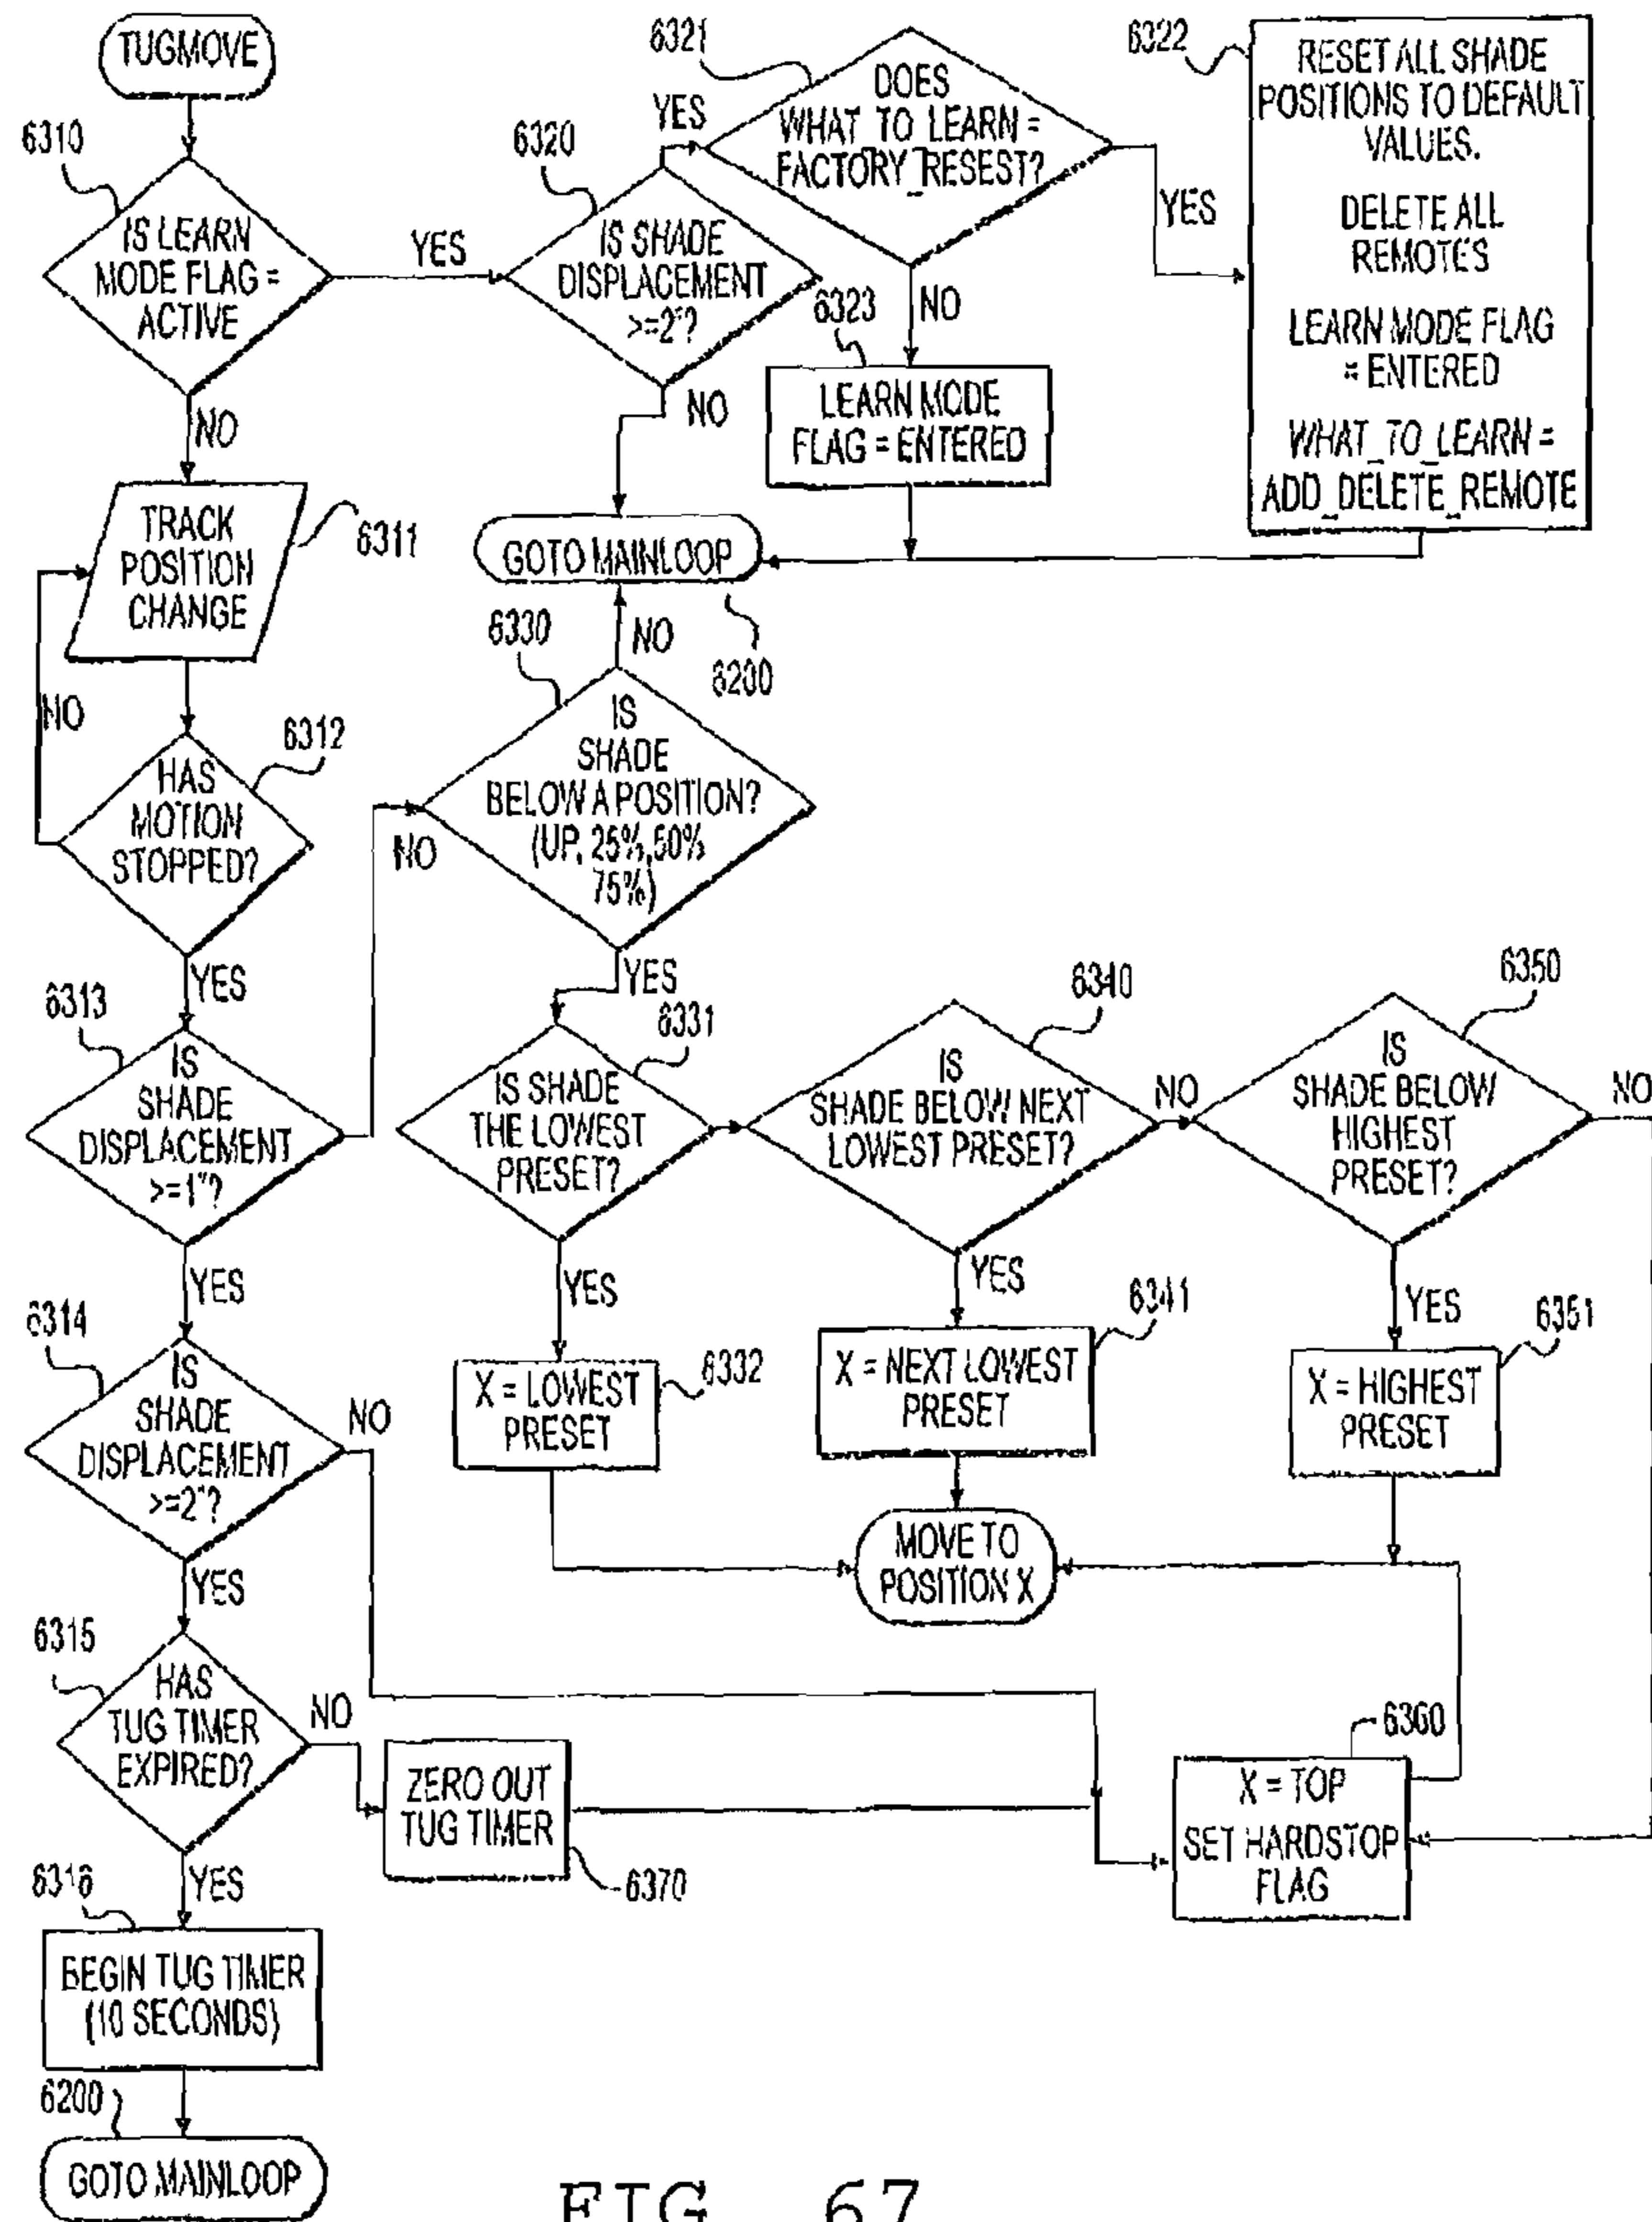 TUGMOVE
6310
IS LEARN
MODE FLAG =
ACTIVE
YES
NO
6320
IS SHADE
DISPLACEMENT
>=2"?
YES
NO
6321
DOES
WHAT_TO_LEARN =
FACTORY_RESEST?
YES
NO
6322
RESET ALL SHADE
POSITIONS TO DEFAULT
VALUES.
DELETE ALL
REMOTES
LEARN MODE FLAG
= ENTERED
WHAT_TO_LEARN =
ADD_DELETE_REMOTE
6323
LEARN MODE
FLAG = ENTERED
GOTO MAINLOOP
6200
TRACK
POSITION
CHANGE
6311
NO
6312
HAS
MOTION
STOPPED?
YES
6330
NO
IS
SHADE
BELOW A POSITION?
(UP, 25%,50%
75%)
NO
YES
6313
IS
SHADE
DISPLACEMENT
>=1"?
YES
6331
IS SHADE
THE LOWEST
PRESET?
YES
6340
IS
SHADE BELOW NEXT
LOWEST PRESET?
NO
YES
6350
IS
SHADE BELOW
HIGHEST
PRESET?
NO
YES
6314
IS
SHADE
DISPLACEMENT
>=2"?
NO
YES
X = LOWEST
PRESET
6332
X = NEXT LOWEST
PRESET
6341
X = HIGHEST
PRESET
6351
MOVE TO
POSITION X
6315
HAS
TUG TIMER
EXPIRED?
NO
YES
ZERO OUT
TUG TIMER
6370
6360
X = TOP
SET HARDSTOP
FLAG
6316
BEGIN TUG TIMER
(10 SECONDS)
6200
GOTO MAINLOOP
FIG. 67